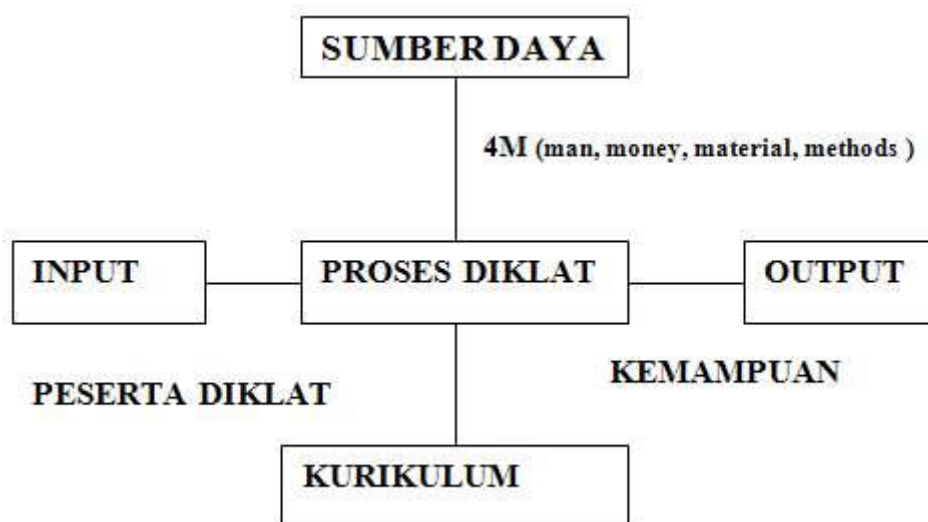 SUMBER DAYA
4M (man, money, material, methods )
INPUT
PROSES DIKLAT
OUTPUT
PESERTA DIKLAT
KEMAMPUAN
KURIKULUM